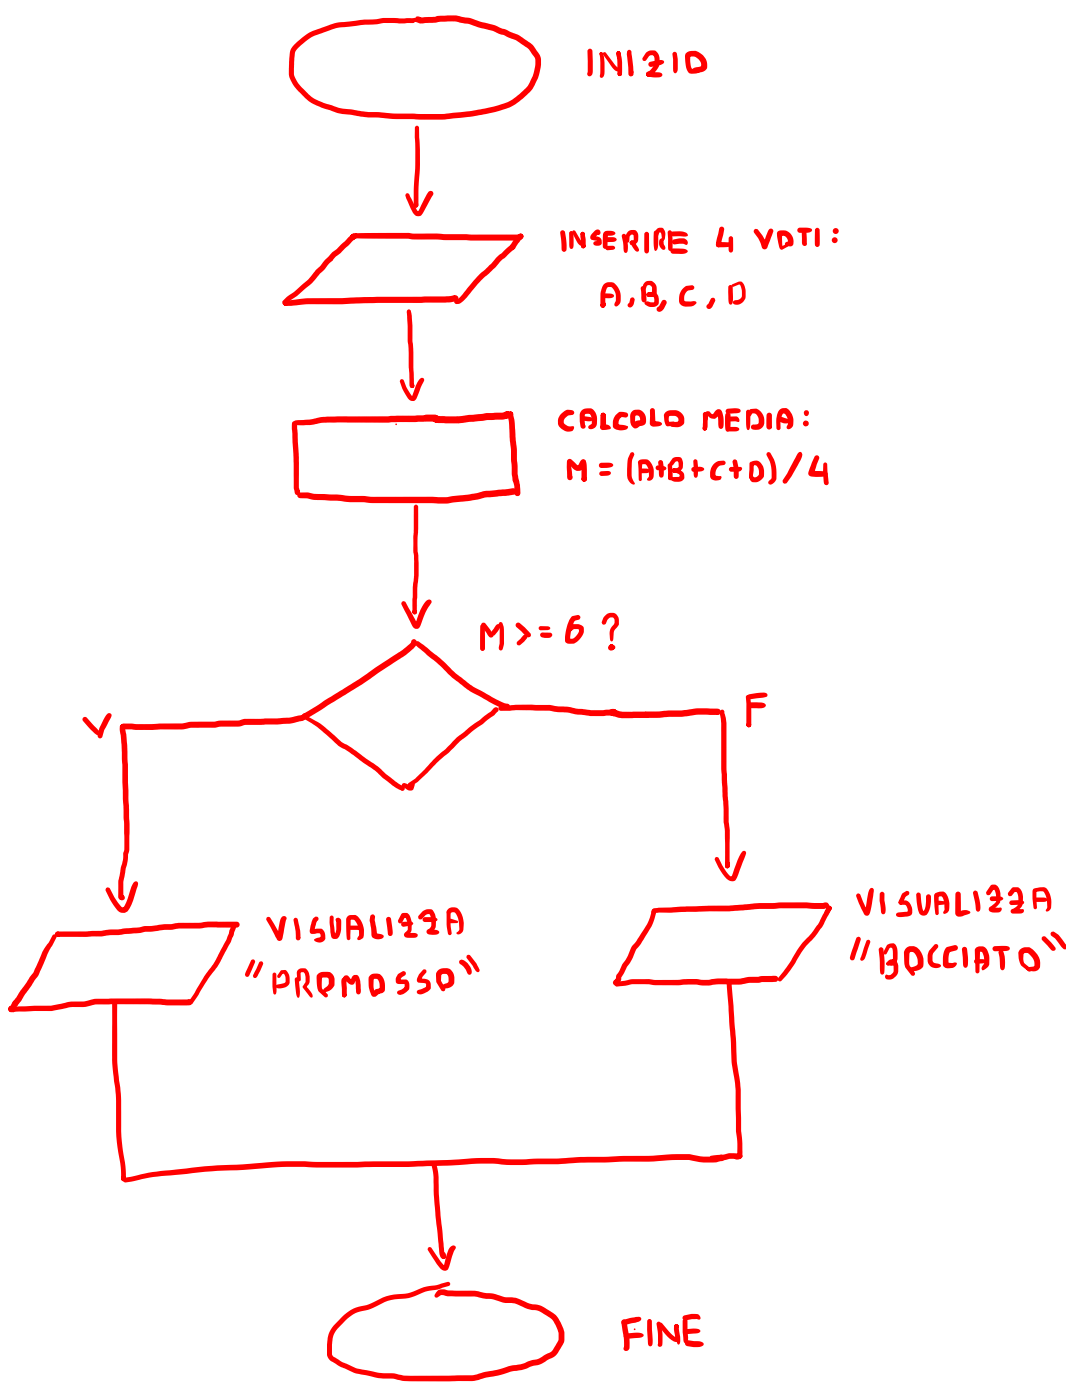 INIZIO
INSERIRE 4 VOTI:
A, B, C, D
CALCOLO MEDIA:
M = (A+B+C+D)/4
M >= 6 ?
V
F
VISUALIZZA
"PROMOSSO"
VISUALIZZA
"BOCCIATO"
FINE